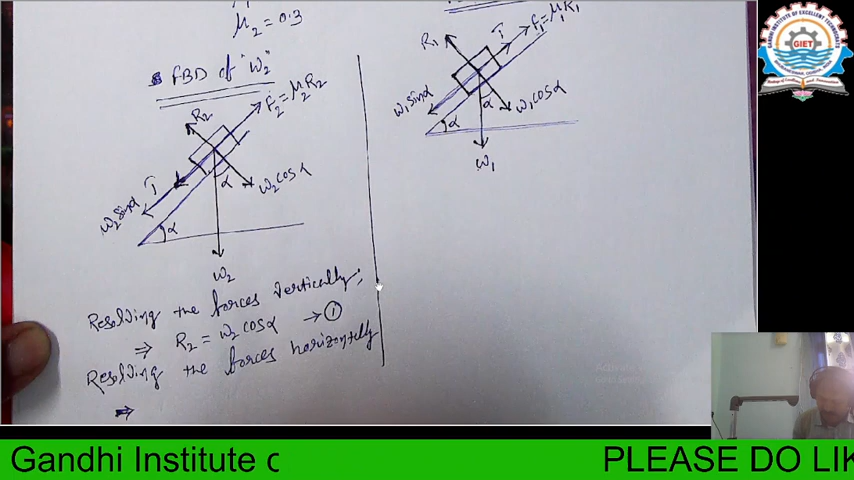 μ₂ = 0.3
FBD of "W₂"
R₂
F₂ = μ₂R₂
T
W₂ sinα
W₂ cosα
α
α
W₂
Resolving the forces vertically;
⇒ R₂ = W₂ cosα → ①
Resolving the forces horizontally
⇒
R₁
T
F₁ = μ₁R₁
W₁ sinα
W₁ cosα
α
α
W₁
GIET
Gandhi Institute c
PLEASE DO LIK